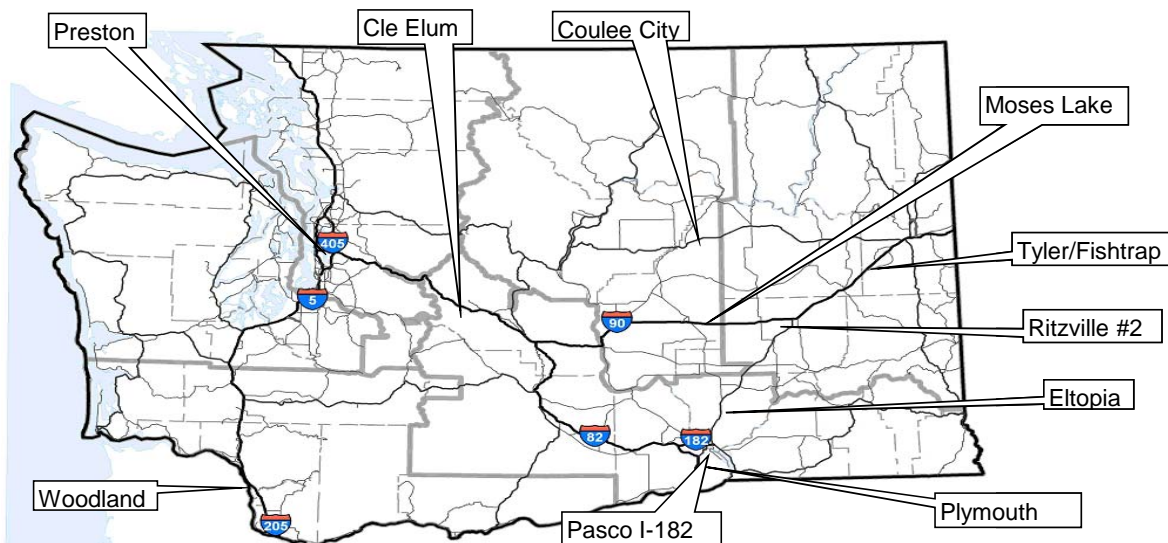 Preston
Cle Elum
Coulee City
Moses Lake
405
Tyler/Fishtrap
5
90
Ritzville #2
Eltopia
82
182
Woodland
205
Pasco I-182
Plymouth